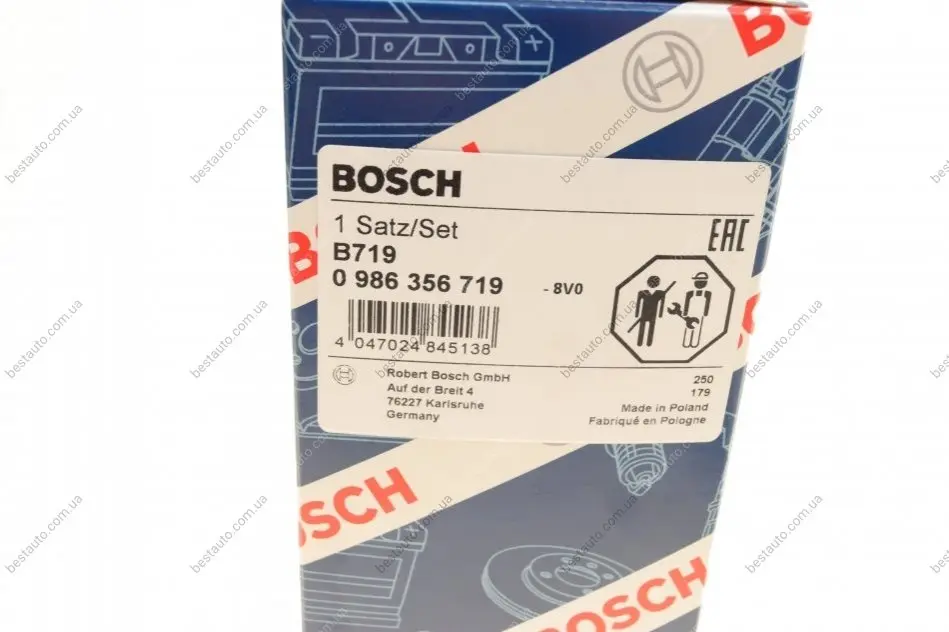 BOSCH
1 Satz/Set
B719
0 986 356 719
- 8V0
EAC
4 047024 845138
Robert Bosch GmbH
Auf der Breit 4
76227 Karlsruhe
Germany
250
179
Made in Poland
Fabriqué en Pologne
BOSCH
BOSCH
bestauto.com.ua